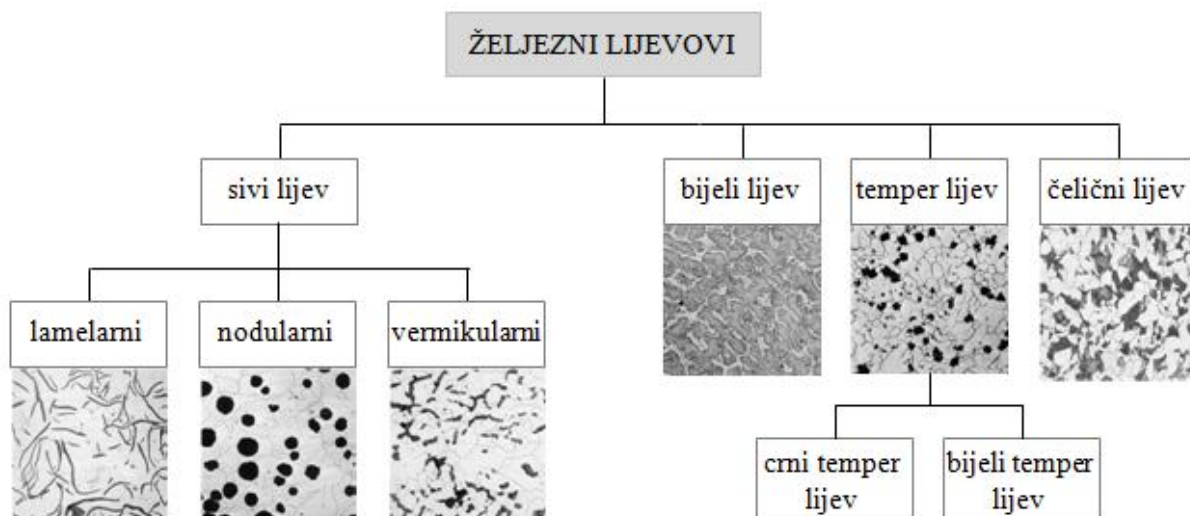 ŽELJEZNI LIJEVOVI
sivi lijev
bijeli lijev
temper lijev
čelični lijev
lamelarni
nodularni
vermikularni
crni temper
lijev
bijeli temper
lijev